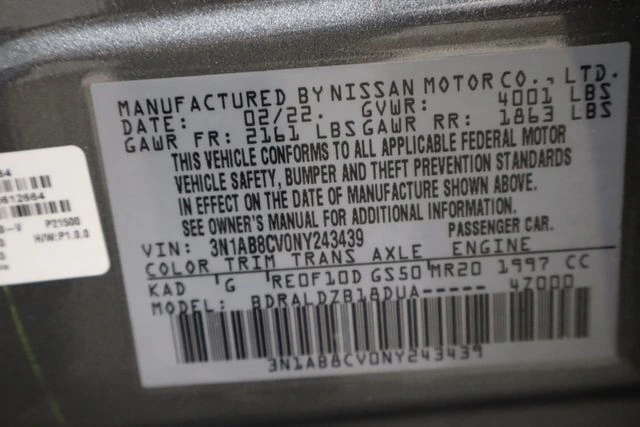 MANUFACTURED BY NISSAN MOTOR CO., LTD.
DATE: 02/22. GVWR: 4001 LBS
GAWR FR: 2161 LBS GAWR RR: 1863 LBS
THIS VEHICLE CONFORMS TO ALL APPLICABLE FEDERAL MOTOR
VEHICLE SAFETY, BUMPER AND THEFT PREVENTION STANDARDS
IN EFFECT ON THE DATE OF MANUFACTURE SHOWN ABOVE.
SEE OWNER'S MANUAL FOR ADDITIONAL INFORMATION.
VIN: 3N1AB8CV0NY243439 PASSENGER CAR.
COLOR TRIM TRANS AXLE ENGINE
KAD G RE0F10D GS50 MR20 1997 CC
BDRALDZB18DUA----- 4Z000
3N1AB8CV0NY243439
-V P21500
H/W:P1.0.0